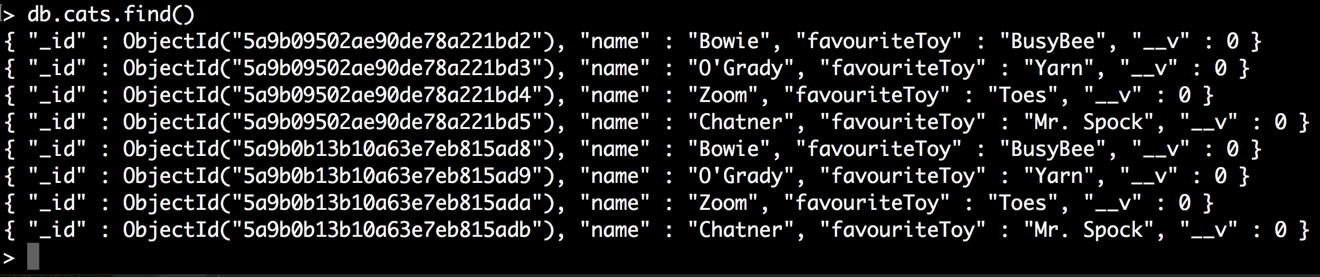 > db.cats.find()
{ "_id" : ObjectId("5a9b09502ae90de78a221bd2"), "name" : "Bowie", "favouriteToy" : "BusyBee", "__v" : 0 }
{ "_id" : ObjectId("5a9b09502ae90de78a221bd3"), "name" : "O'Grady", "favouriteToy" : "Yarn", "__v" : 0 }
{ "_id" : ObjectId("5a9b09502ae90de78a221bd4"), "name" : "Zoom", "favouriteToy" : "Toes", "__v" : 0 }
{ "_id" : ObjectId("5a9b09502ae90de78a221bd5"), "name" : "Chatner", "favouriteToy" : "Mr. Spock", "__v" : 0 }
{ "_id" : ObjectId("5a9b0b13b10a63e7eb815ad8"), "name" : "Bowie", "favouriteToy" : "BusyBee", "__v" : 0 }
{ "_id" : ObjectId("5a9b0b13b10a63e7eb815ad9"), "name" : "O'Grady", "favouriteToy" : "Yarn", "__v" : 0 }
{ "_id" : ObjectId("5a9b0b13b10a63e7eb815ada"), "name" : "Zoom", "favouriteToy" : "Toes", "__v" : 0 }
{ "_id" : ObjectId("5a9b0b13b10a63e7eb815adb"), "name" : "Chatner", "favouriteToy" : "Mr. Spock", "__v" : 0 }
>